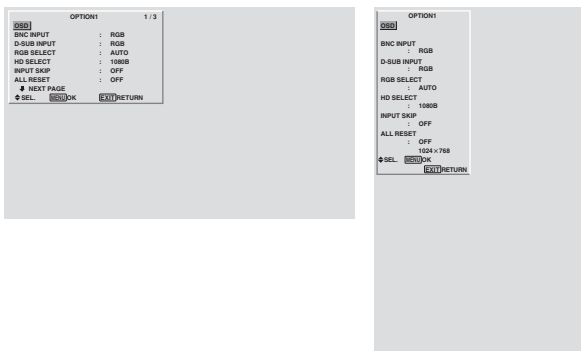 OPTION1 1 / 3
OSD
BNC INPUT : RGB
D-SUB INPUT : RGB
RGB SELECT : AUTO
HD SELECT : 1080B
INPUT SKIP : OFF
ALL RESET : OFF
NEXT PAGE
SEL. MENU OK EXIT RETURN
OPTION1
OSD
BNC INPUT
: RGB
D-SUB INPUT
: RGB
RGB SELECT
: AUTO
HD SELECT
: 1080B
INPUT SKIP
: OFF
ALL RESET
: OFF
1024×768
SEL. MENU OK
EXIT RETURN